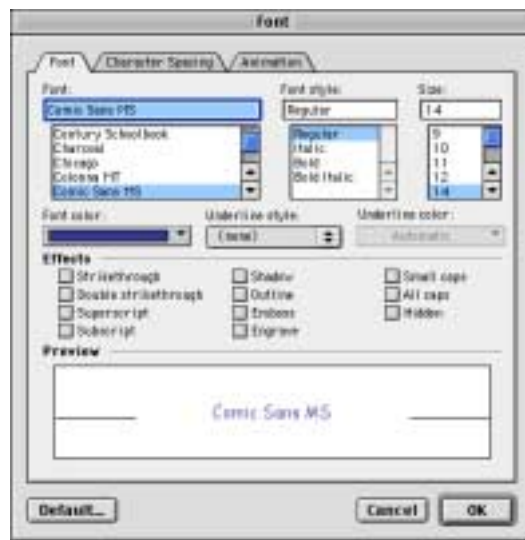 Font
Font Character Spacing Animation
Font: Font style: Size:
Comic Sans MS Regular 14
Century Schoolbook Regular 9
Charcoal Italic 10
Chicago Bold 11
Colonna MT Bold Italic 12
Comic Sans MS 14
Font color: Underline style: Underline color:
(none) Automatic
Effects
Strikethrough Shadow Small caps
Double strikethrough Outline All caps
Superscript Emboss Hidden
Subscript Engrave
Preview
Comic Sans MS
Default... Cancel OK